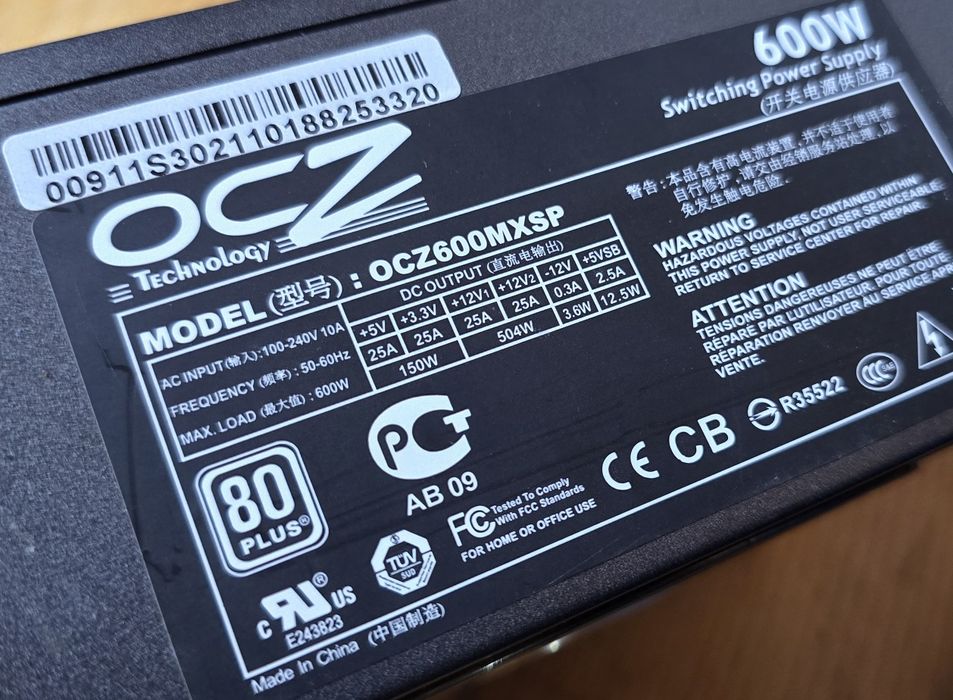 00911S302110188253320
OCZ
Technology
600W
Switching Power Supply
(开关电源供应器)
MODEL(型号): OCZ600MXSP
AC INPUT(输入):100-240V 10A
FREQUENCY (频率): 50-60Hz
MAX. LOAD (最大值): 600W
DC OUTPUT (直流电输出)
+5V +3.3V +12V1 +12V2 -12V +5VSB
25A 25A 25A 25A 0.3A 2.5A
150W 504W 3.6W 12.5W
警告:本品含有高电流装置,并不连于使用者
自行修护,请交由经销服务站处理,以
免发生触电危险.
WARNING
HAZARDOUS VOLTAGES CONTAINED WITHIN
THIS POWER SUPPLY, NOT USER SERVICEABLE.
RETURN TO SERVICE CENTER FOR REPAIR.
ATTENTION
TENSIONS DANGEREUSES NE PEUT ÊTRE
RÉPARÉ PAR L'UTILISATEUR. POUR TOUTE
RÉPARATION RENVOYER AU SERVICE APR
VENTE.
80
PLUS®
PCT
AB 09
FC Tested To Comply
With FCC Standards
FOR HOME OR OFFICE USE
CE CB R35522
CCC
TÜV
SUD
c RU® US
E243823
Made In China (中国制造)